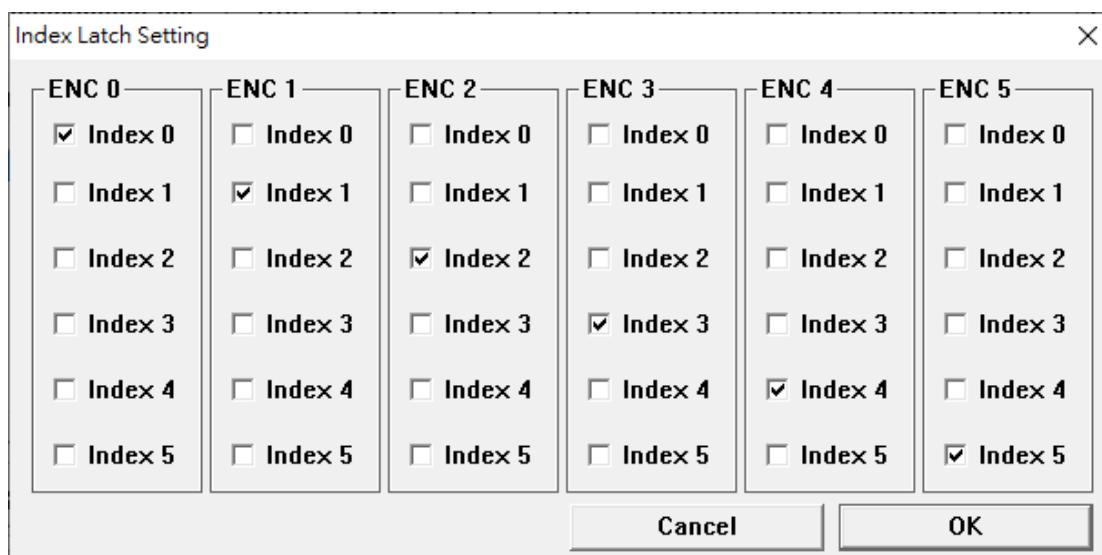 Index Latch Setting
ENC 0 ENC 1 ENC 2 ENC 3 ENC 4 ENC 5
Index 0 Index 0 Index 0 Index 0 Index 0 Index 0
Index 1 Index 1 Index 1 Index 1 Index 1 Index 1
Index 2 Index 2 Index 2 Index 2 Index 2 Index 2
Index 3 Index 3 Index 3 Index 3 Index 3 Index 3
Index 4 Index 4 Index 4 Index 4 Index 4 Index 4
Index 5 Index 5 Index 5 Index 5 Index 5 Index 5
Cancel OK